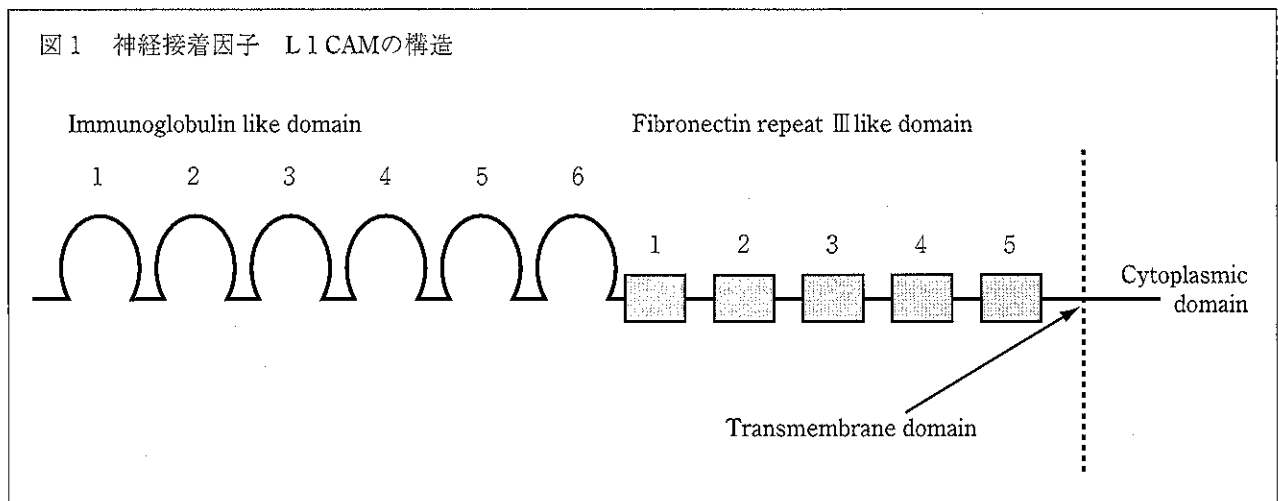 図1 神経接着因子 L1CAMの構造
Immunoglobulin like domain
Fibronectin repeat Ⅲ like domain
1 2 3 4 5 6
1 2 3 4 5
Cytoplasmic
domain
Transmembrane domain